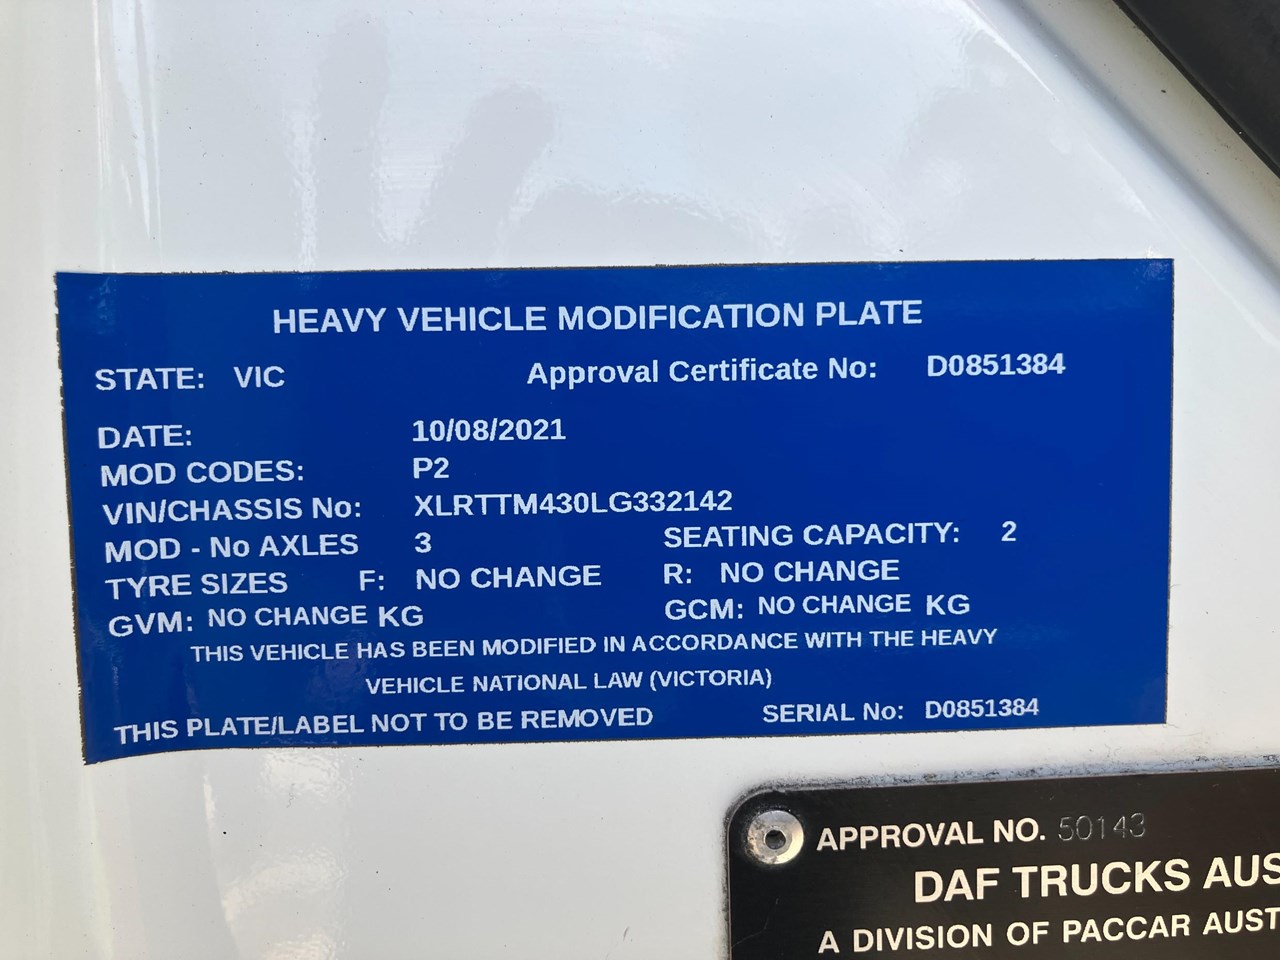 HEAVY VEHICLE MODIFICATION PLATE
STATE: VIC Approval Certificate No: D0851384
DATE: 10/08/2021
MOD CODES: P2
VIN/CHASSIS No: XLRTTM430LG332142
MOD - No AXLES 3 SEATING CAPACITY: 2
TYRE SIZES F: NO CHANGE R: NO CHANGE
GVM: NO CHANGE KG GCM: NO CHANGE KG
THIS VEHICLE HAS BEEN MODIFIED IN ACCORDANCE WITH THE HEAVY
VEHICLE NATIONAL LAW (VICTORIA)
THIS PLATE/LABEL NOT TO BE REMOVED SERIAL No: D0851384
APPROVAL NO. 50143
DAF TRUCKS AUS
A DIVISION OF PACCAR AUST